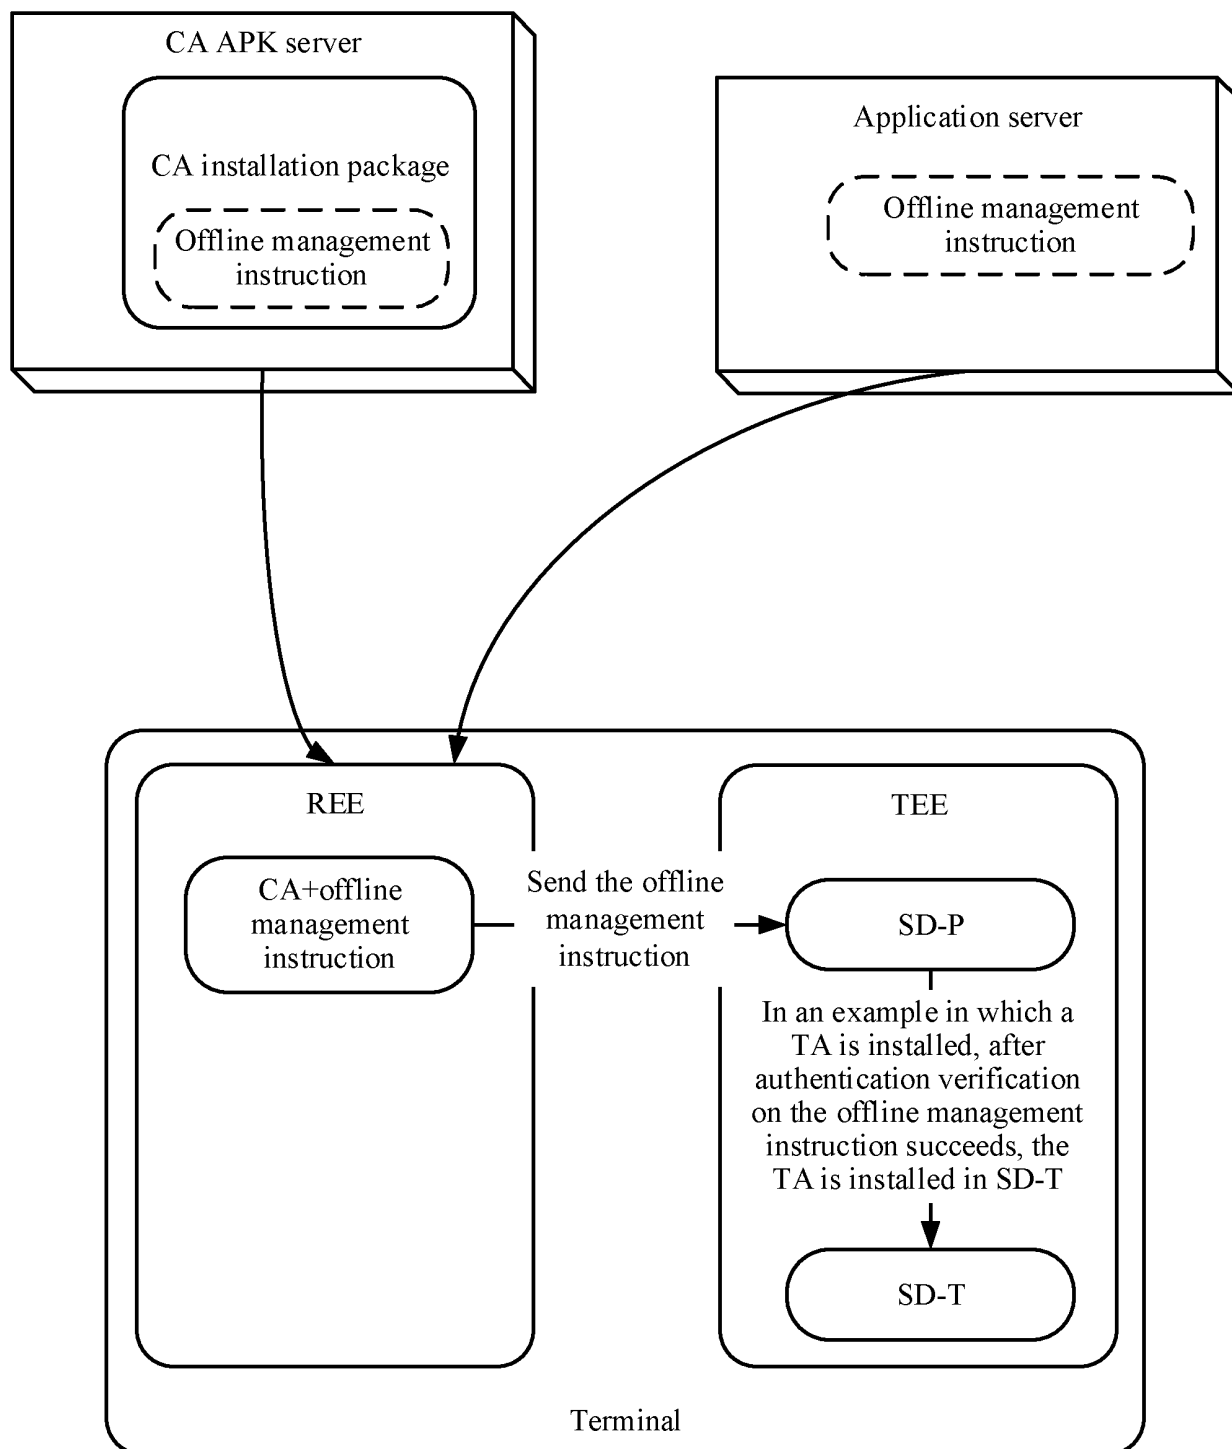 CA APK server
CA installation package
Offline management
instruction
Application server
Offline management
instruction
REE
CA+offline
management
instruction
Send the offline
management
instruction
TEE
SD-P
In an example in which a
TA is installed, after
authentication verification
on the offline management
instruction succeeds, the
TA is installed in SD-T
SD-T
Terminal